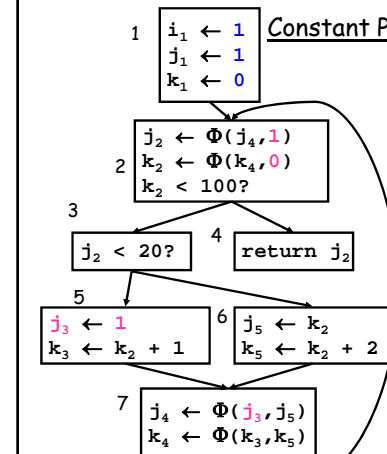 Constant P
1
i₁ ← 1
j₁ ← 1
k₁ ← 0
2
j₂ ← Φ(j₄,1)
k₂ ← Φ(k₄,0)
k₂ < 100?
3
j₂ < 20?
4
return j₂
5
j₃ ← 1
k₃ ← k₂ + 1
6
j₅ ← k₂
k₅ ← k₂ + 2
7
j₄ ← Φ(j₃,j₅)
k₄ ← Φ(k₃,k₅)